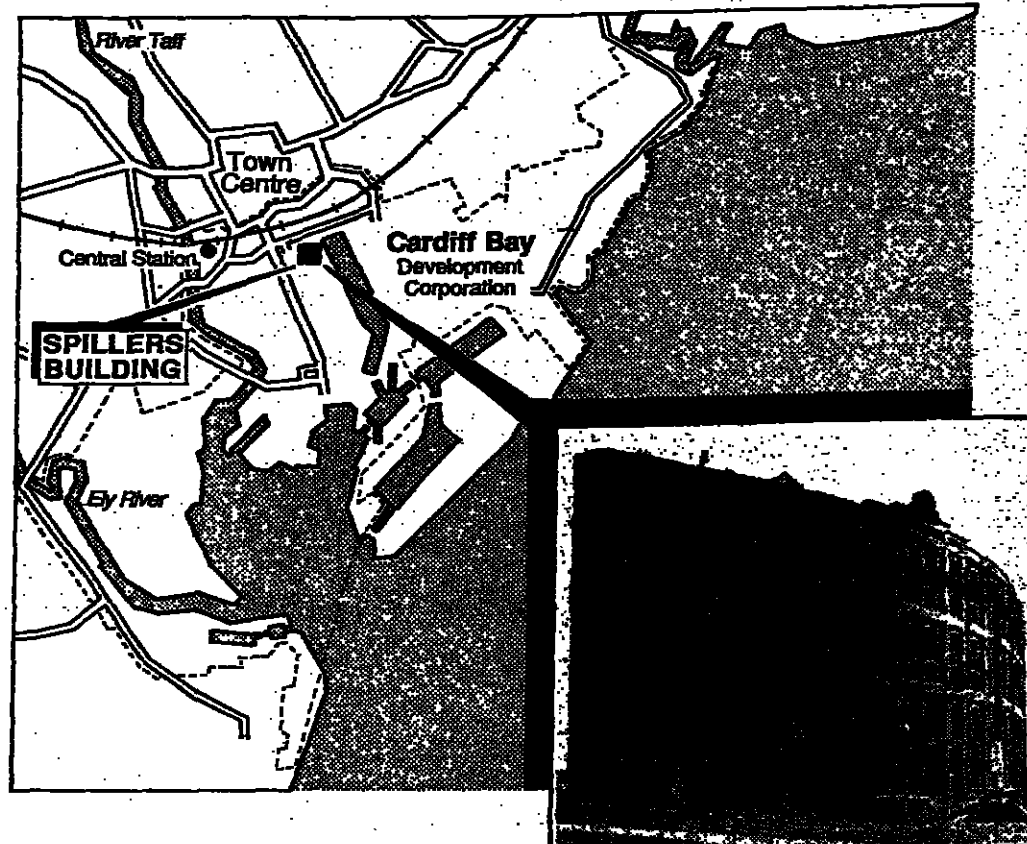 River Taff
Town
Centre
Central Station
Cardiff Bay
Development
Corporation
SPILLERS
BUILDING
Ely River